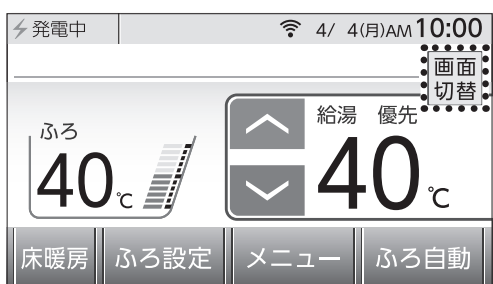 発電中 4/ 4(月)AM10:00
画面
切替
ふろ
40℃
給湯 優先
40℃
床暖房 ふろ設定 メニュー ふろ自動